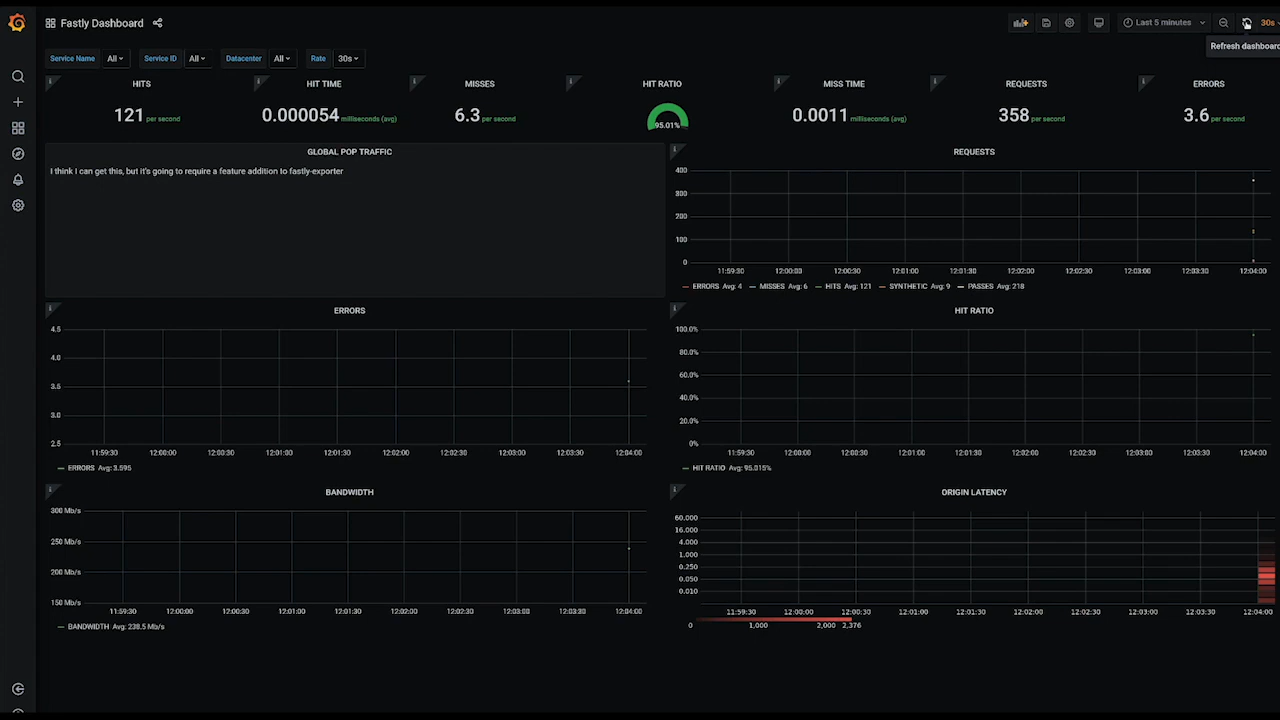 Fastly Dashboard
Last 5 minutes
30s
Refresh dashboard
Service Name All Service ID All Datacenter All Rate 30s
HITS
121 per second
HIT TIME
0.000054 milliseconds (avg)
MISSES
6.3 per second
HIT RATIO
95.01%
MISS TIME
0.0011 milliseconds (avg)
REQUESTS
358 per second
ERRORS
3.6 per second
GLOBAL POP TRAFFIC
I think I can get this, but it's going to require a feature addition to fastly-exporter
REQUESTS
400
300
200
100
0
11:59:30 12:00:00 12:00:30 12:01:00 12:01:30 12:02:00 12:02:30 12:03:00 12:03:30 12:04:00
ERRORS Avg: 4 MISSES Avg: 6 HITS Avg: 121 SYNTHETIC Avg: 9 PASSES Avg: 218
ERRORS
4.5
4.0
3.5
3.0
2.5
11:59:30 12:00:00 12:00:30 12:01:00 12:01:30 12:02:00 12:02:30 12:03:00 12:03:30 12:04:00
ERRORS Avg: 3.595
HIT RATIO
100.0%
80.0%
60.0%
40.0%
20.0%
0%
11:59:30 12:00:00 12:00:30 12:01:00 12:01:30 12:02:00 12:02:30 12:03:00 12:03:30 12:04:00
HIT RATIO Avg: 95.015%
BANDWIDTH
300 Mb/s
250 Mb/s
200 Mb/s
150 Mb/s
11:59:30 12:00:00 12:00:30 12:01:00 12:01:30 12:02:00 12:02:30 12:03:00 12:03:30 12:04:00
BANDWIDTH Avg: 238.5 Mb/s
ORIGIN LATENCY
60.000
16.000
4.000
1.000
0.250
0.050
0.010
11:59:30 12:00:00 12:00:30 12:01:00 12:01:30 12:02:00 12:02:30 12:03:00 12:03:30 12:04:00
0 1,000 2,000 2,376